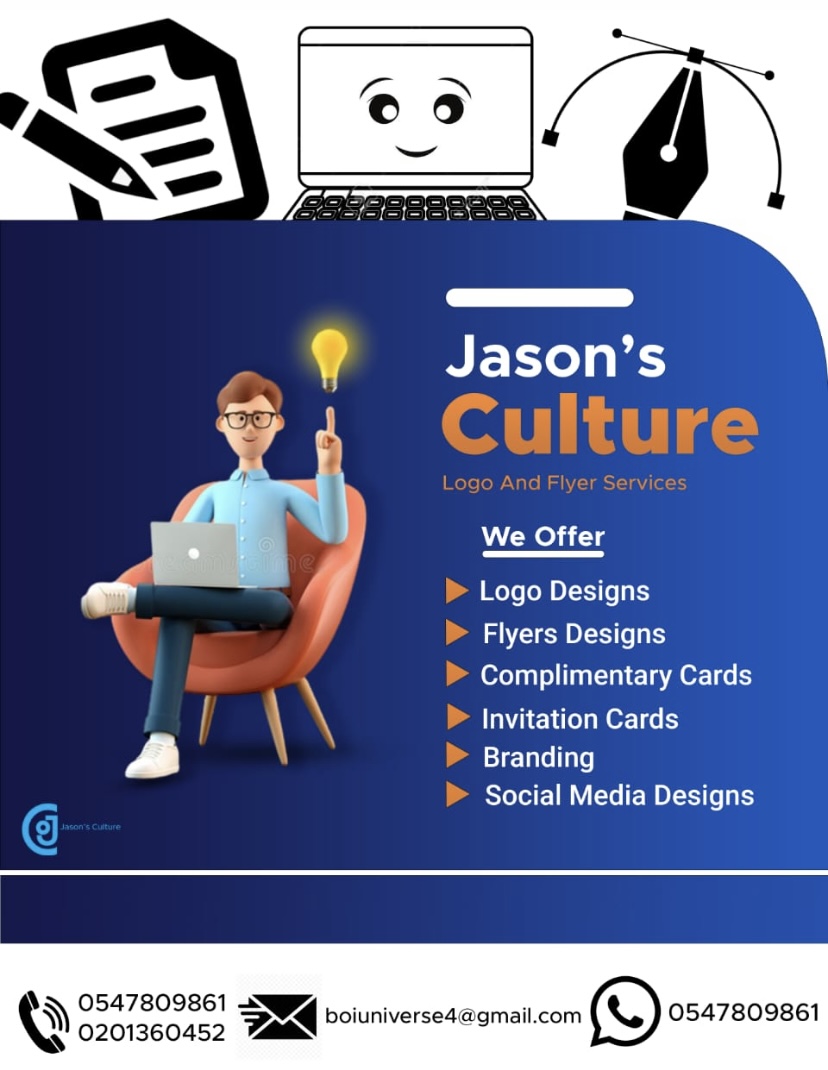 Jason's
Culture
Logo And Flyer Services
We Offer
Logo Designs
Flyers Designs
Complimentary Cards
Invitation Cards
Branding
Social Media Designs
Jason's Culture
0547809861
0201360452
boiuniverse4@gmail.com
0547809861